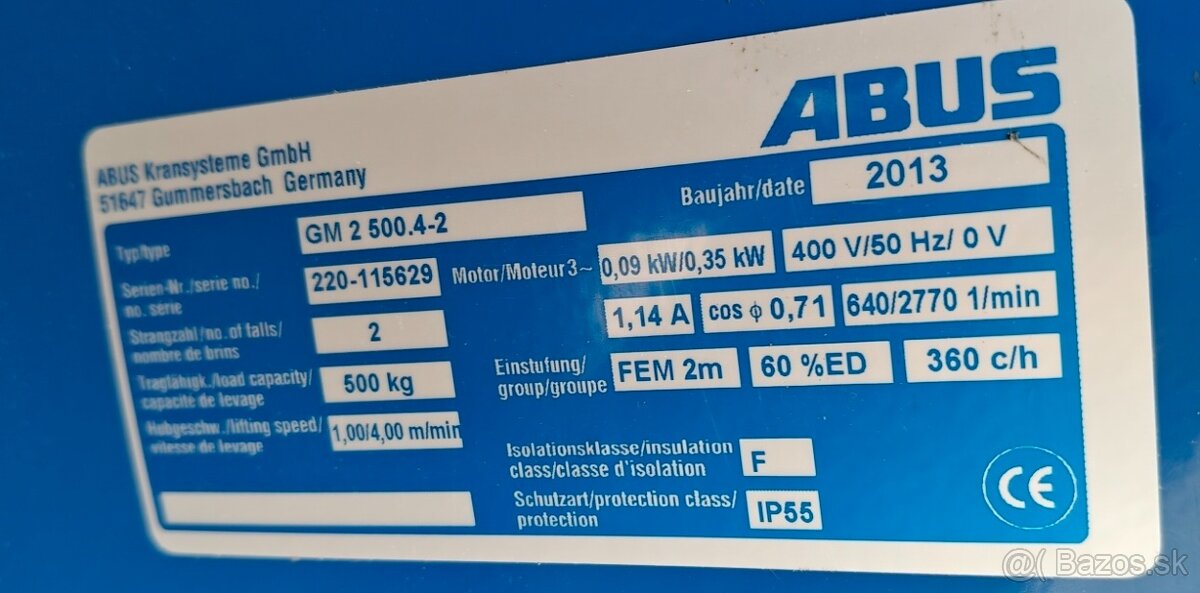 ABUS
ABUS Kransysteme GmbH
51647 Gummersbach Germany
Baujahr/date 2013
Typ/type GM 2 500.4-2
Serien-Nr./serie no./
no. série
220-115629
Motor/Moteur 3~ 0,09 kW/0,35 kW 400 V/50 Hz/ 0 V
1,14 A cos ϕ 0,71 640/2770 1/min
Strangzahl/no. of falls/
nombre de brins
2
Tragfähigk./load capacity/
capacité de levage
500 kg
Einstufung/
group/groupe
FEM 2m 60 %ED 360 c/h
Hubgeschw./lifting speed/
vitesse de levage
1,00/4,00 m/min
Isolationsklasse/insulation
class/classe d'isolation
F
Schutzart/protection class/
protection
IP55
CE
@( Bazos.sk